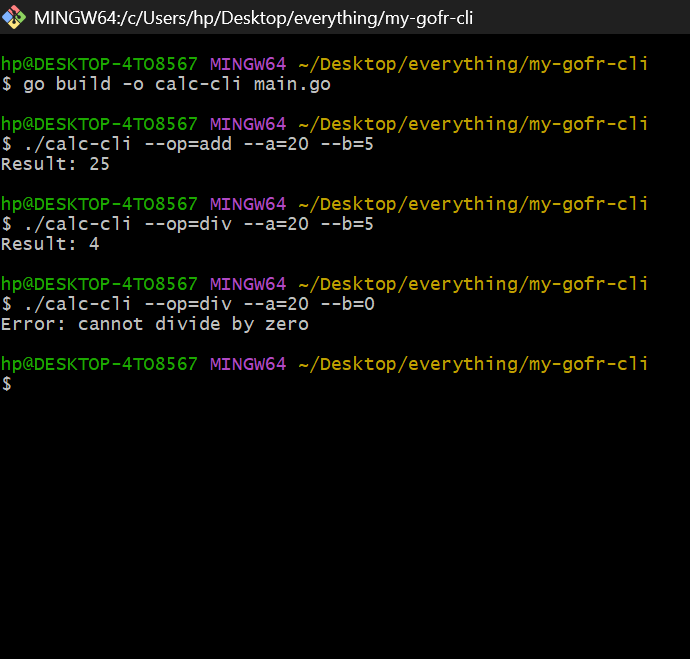 MINGW64:/c/Users/hp/Desktop/everything/my-gofr-cli
hp@DESKTOP-4TO8567 MINGW64 ~/Desktop/everything/my-gofr-cli
$ go build -o calc-cli main.go
hp@DESKTOP-4TO8567 MINGW64 ~/Desktop/everything/my-gofr-cli
$ ./calc-cli --op=add --a=20 --b=5
Result: 25
hp@DESKTOP-4TO8567 MINGW64 ~/Desktop/everything/my-gofr-cli
$ ./calc-cli --op=div --a=20 --b=5
Result: 4
hp@DESKTOP-4TO8567 MINGW64 ~/Desktop/everything/my-gofr-cli
$ ./calc-cli --op=div --a=20 --b=0
Error: cannot divide by zero
hp@DESKTOP-4TO8567 MINGW64 ~/Desktop/everything/my-gofr-cli
$